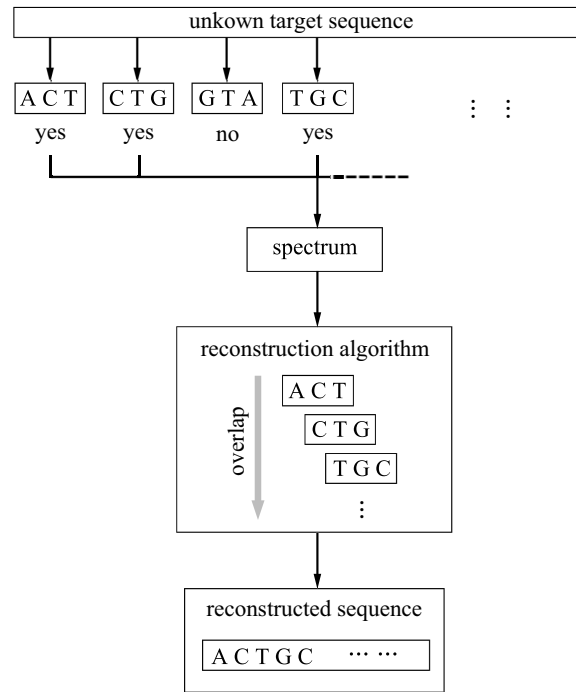 unkown target sequence
A C T C T G G T A T G C ⋮ ⋮
yes yes no yes
spectrum
reconstruction algorithm
A C T
C T G
T G C
⋮
overlap
reconstructed sequence
A C T G C ⋯ ⋯